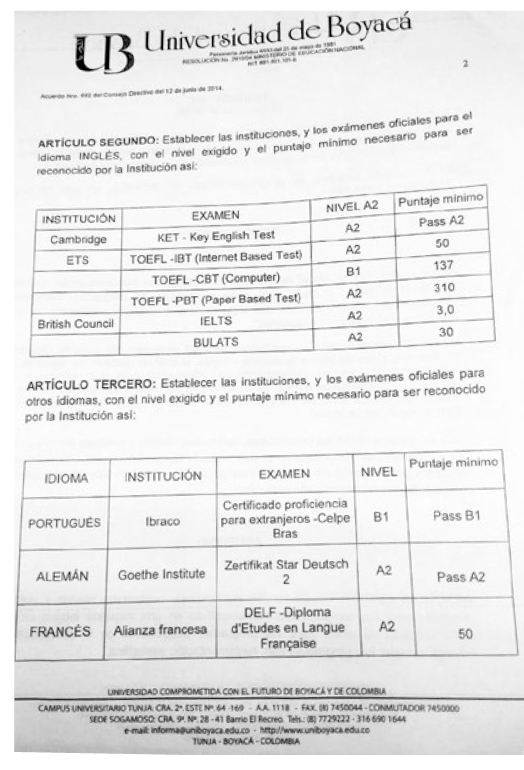 UB Universidad de Boyacá
Personería Jurídica 6553 del 25 de mayo de 1981
RESOLUCIÓN No. 2910/04 MINISTERIO DE EDUCACIÓN NACIONAL
NIT 891.801.101-6
2
Acuerdo Nro. 692 del Consejo Directivo del 12 de junio de 2014.
ARTÍCULO SEGUNDO: Establecer las instituciones, y los exámenes oficiales para el
Idioma INGLÉS, con el nivel exigido y el puntaje mínimo necesario para ser
reconocido por la Institución así:
INSTITUCIÓN EXAMEN NIVEL A2 Puntaje mínimo
Cambridge KET - Key English Test A2 Pass A2
ETS TOEFL -IBT (Internet Based Test) A2 50
TOEFL -CBT (Computer) B1 137
TOEFL -PBT (Paper Based Test) A2 310
British Council IELTS A2 3,0
BULATS A2 30
ARTÍCULO TERCERO: Establecer las instituciones, y los exámenes oficiales para
otros idiomas, con el nivel exigido y el puntaje mínimo necesario para ser reconocido
por la Institución así:
IDIOMA INSTITUCIÓN EXAMEN NIVEL Puntaje mínimo
PORTUGUÉS Ibraco Certificado proficiencia
para extranjeros -Celpe
Bras B1 Pass B1
ALEMÁN Goethe Institute Zertifikat Star Deutsch
2 A2 Pass A2
FRANCÉS Alianza francesa DELF -Diploma
d'Etudes en Langue
Française A2 50
UNIVERSIDAD COMPROMETIDA CON EL FUTURO DE BOYACÁ Y DE COLOMBIA
CAMPUS UNIVERSITARIO TUNJA: CRA. 2ª. ESTE Nº. 64 -169 - A.A. 1118 - FAX. (8) 7450044 - CONMUTADOR 7450000
SEDE SOGAMOSO: CRA. 9ª. Nº. 28 - 41 Barrio El Recreo. Tels.: (8) 7729222 - 316 690 1644
e-mail: informa@uniboyaca.edu.co - http://www.uniboyaca.edu.co
TUNJA - BOYACÁ - COLOMBIA